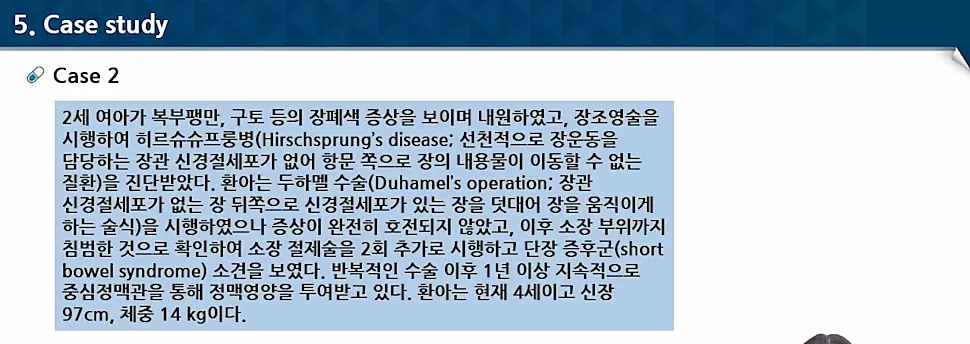 5. Case study
Case 2
2세 여아가 복부팽만, 구토 등의 장폐색 증상을 보이며 내원하였고, 장조영술을
시행하여 히르슈슈프룽병(Hirschsprung's disease; 선천적으로 장운동을
담당하는 장관 신경절세포가 없어 항문 쪽으로 장의 내용물이 이동할 수 없는
질환)을 진단받았다. 환아는 두하멜 수술(Duhamel's operation; 장관
신경절세포가 없는 장 뒤쪽으로 신경절세포가 있는 장을 덧대어 장을 움직이게
하는 술식)을 시행하였으나 증상이 완전히 호전되지 않았고, 이후 소장 부위까지
침범한 것으로 확인하여 소장 절제술을 2회 추가로 시행하고 단장 증후군(short
bowel syndrome) 소견을 보였다. 반복적인 수술 이후 1년 이상 지속적으로
중심정맥관을 통해 정맥영양을 투여받고 있다. 환아는 현재 4세이고 신장
97cm, 체중 14 kg이다.